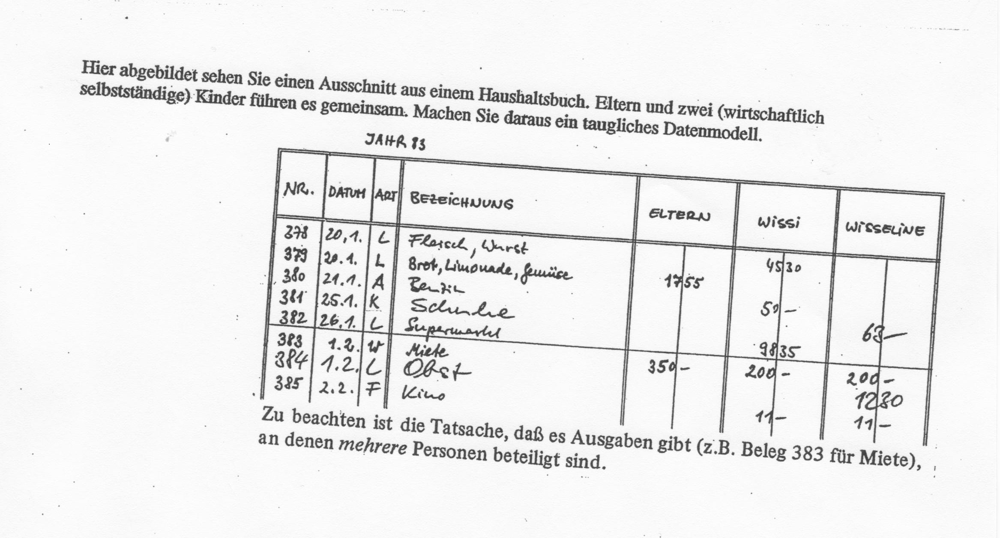 Hier abgebildet sehen Sie einen Ausschnitt aus einem Haushaltsbuch. Eltern und zwei (wirtschaftlich
selbstständige) Kinder führen es gemeinsam. Machen Sie daraus ein taugliches Datenmodell.
JAHR 83
NR. DATUM ART BEZEICHNUNG ELTERN WISSI WISSELINE
378 20,1. L Fleisch, Wurst 45 30
379 20.1. L Brot, Limonade, Gemüse 17 55
380 21.1. A Benzin 50 –
381 25.1. K Schuhe 63 –
382 26.1. L Supermarkt 98 35
383 1.2. W Miete 350 – 200 – 200 –
384 1.2. L Obst 12 30
385 2.2. F Kino 11 – 11 –
Zu beachten ist die Tatsache, daß es Ausgaben gibt (z.B. Beleg 383 für Miete),
an denen mehrere Personen beteiligt sind.